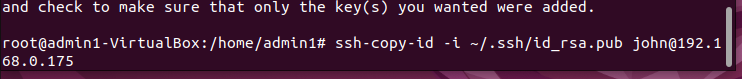 and check to make sure that only the key(s) you wanted were added.
root@admin1-VirtualBox:/home/admin1# ssh-copy-id -i ~/.ssh/id_rsa.pub john@192.1
68.0.175